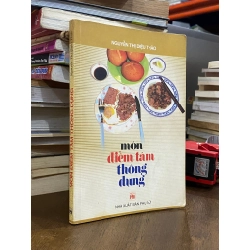 NGUYỄN THỊ DIỆU THẢO
món
điểm tâm
thông
dụng
NHÀ XUẤT BẢN PHỤ NỮ